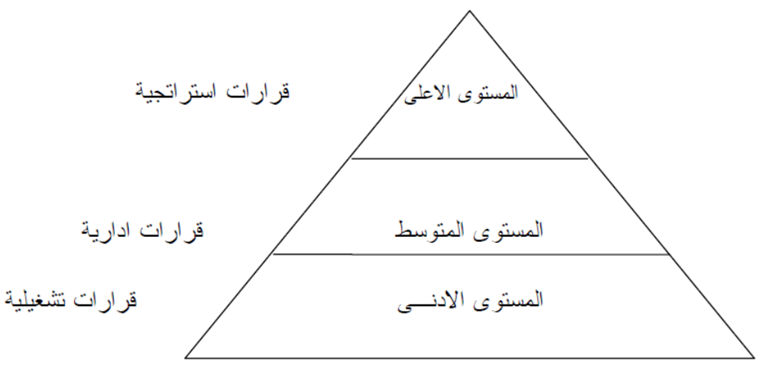 المستوى الاعلى
قرارات استراتجية
المستوى المتوسط
قرارات ادارية
المستوى الادنـــى
قرارات تشغيلية